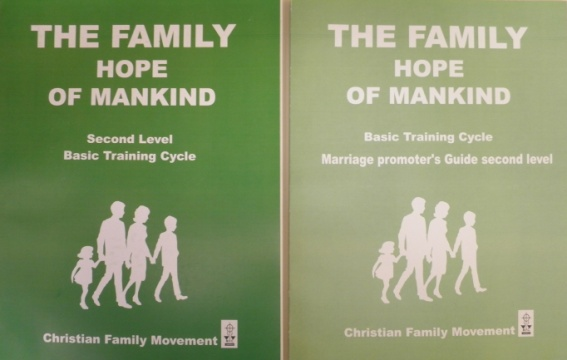 THE FAMILY
HOPE
OF MANKIND
Second Level
Basic Training Cycle
Christian Family Movement
THE FAMILY
HOPE
OF MANKIND
Basic Training Cycle
Marriage promoter's Guide second level
Christian Family Movement